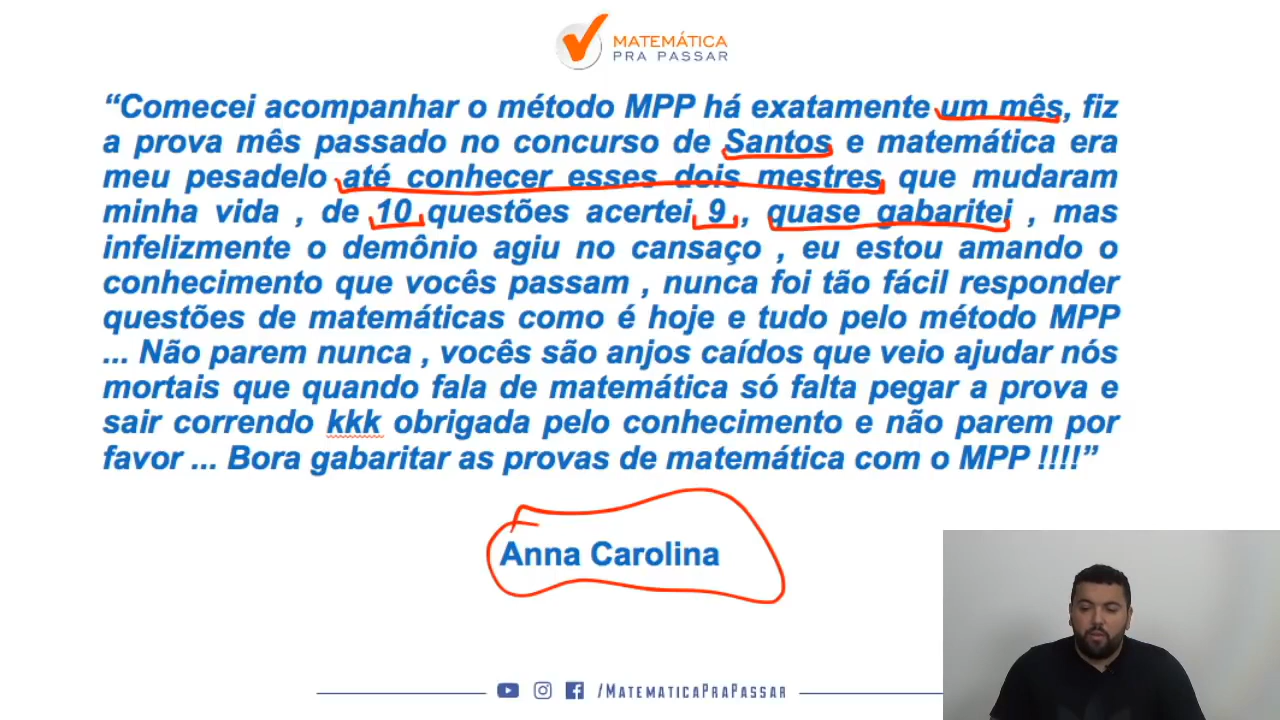 MATEMÁTICA
PRA PASSAR
“Comecei acompanhar o método MPP há exatamente um mês, fiz
a prova mês passado no concurso de Santos e matemática era
meu pesadelo até conhecer esses dois mestres que mudaram
minha vida , de 10 questões acertei 9 , quase gabaritei , mas
infelizmente o demônio agiu no cansaço , eu estou amando o
conhecimento que vocês passam , nunca foi tão fácil responder
questões de matemáticas como é hoje e tudo pelo método MPP
... Não parem nunca , vocês são anjos caídos que veio ajudar nós
mortais que quando fala de matemática só falta pegar a prova e
sair correndo kkk obrigada pelo conhecimento e não parem por
favor ... Bora gabaritar as provas de matemática com o MPP !!!!”
Anna Carolina
/MatematicaPraPassar